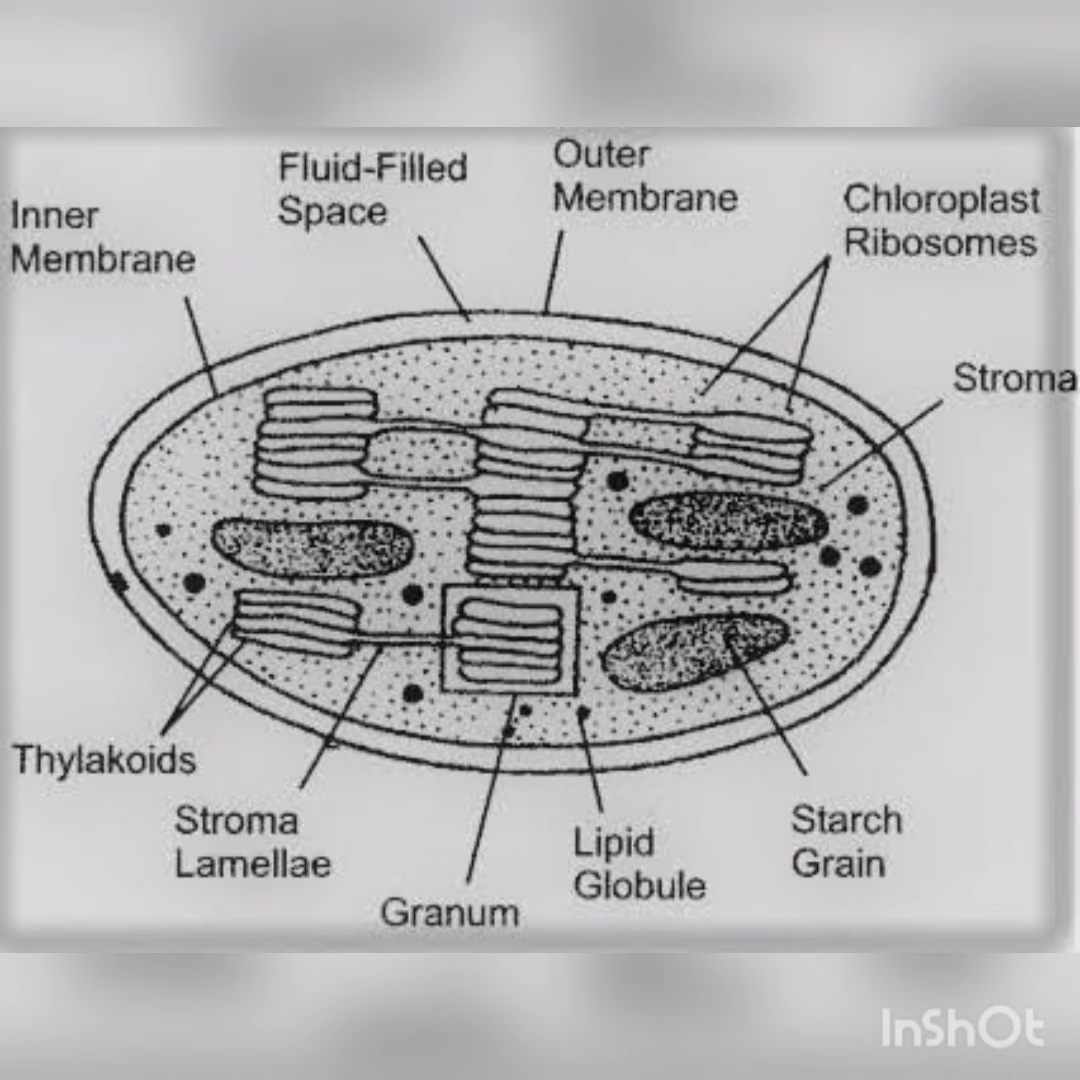 Fluid-Filled
Space
Outer
Membrane
Inner
Membrane
Chloroplast
Ribosomes
Stroma
Thylakoids
Stroma
Lamellae
Granum
Lipid
Globule
Starch
Grain
InShOt